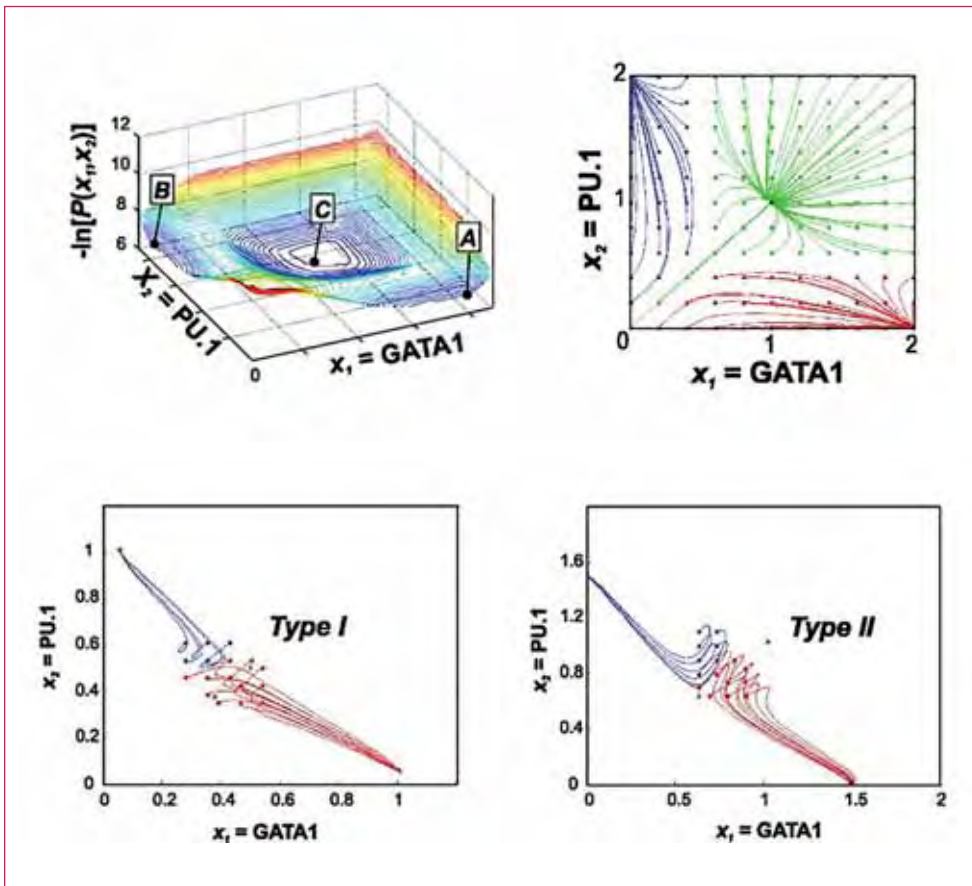 -ln[P(x₁,x₂)]
12
10
8
6
B
C
A
X₂ = PU.1
0
x₁ = GATA1
2
1
0
x₂ = PU.1
0
1
2
x₁ = GATA1
1
0.8
0.6
0.4
0.2
0
x₂ = PU.1
Type I
0
0.2
0.4
0.6
0.8
1
x₁ = GATA1
1.6
1.2
0.8
0.4
0
x₂ = PU.1
Type II
0
0.5
1
1.5
2
x₁ = GATA1